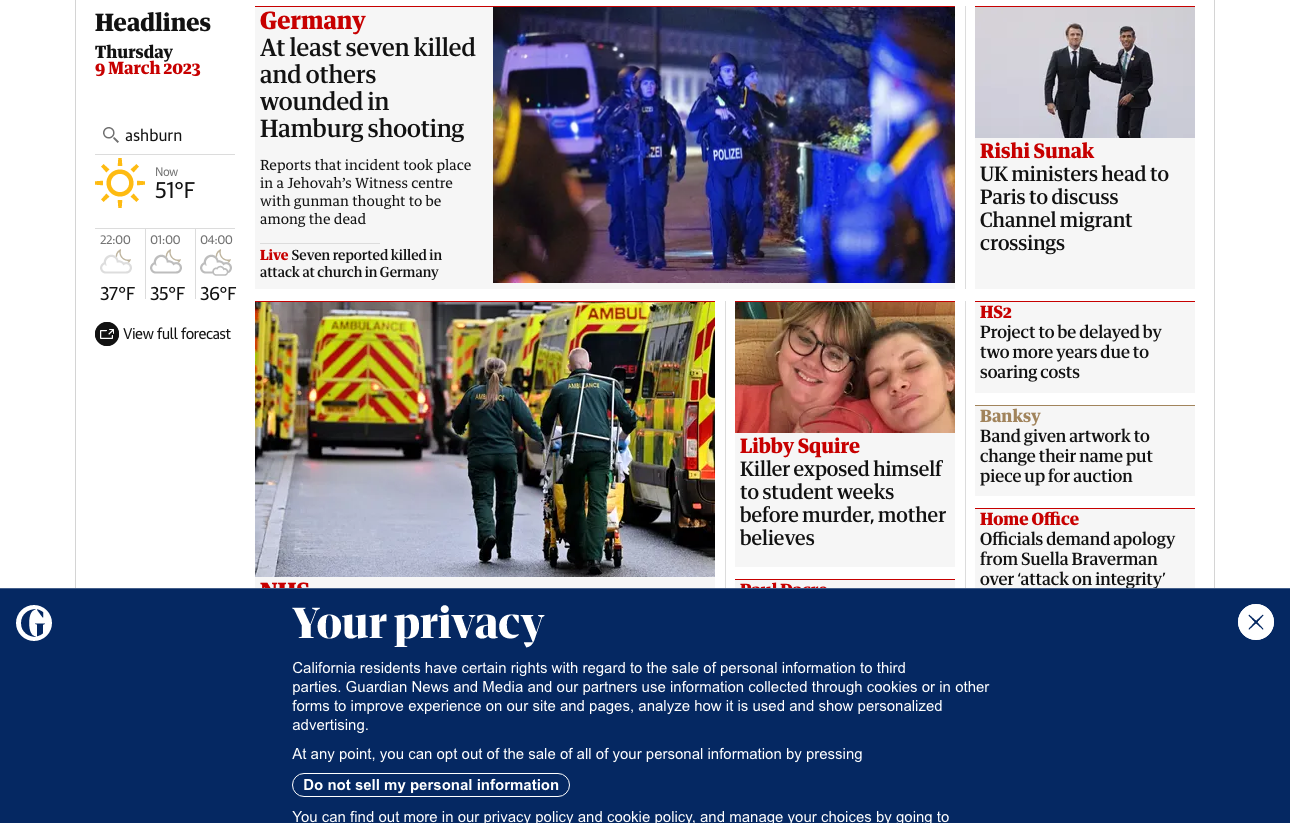 Headlines
Thursday
9 March 2023
ashburn
Now
51°F
22:00
01:00
04:00
37°F
35°F
36°F
View full forecast
Germany
At least seven killed
and others
wounded in
Hamburg shooting
Reports that incident took place
in a Jehovah's Witness centre
with gunman thought to be
among the dead
Live Seven reported killed in
attack at church in Germany
POLIZEI
Rishi Sunak
UK ministers head to
Paris to discuss
Channel migrant
crossings
AMBULANCE
AMBUL
AMBULANCE
AMBULANCE
NHS
Libby Squire
Killer exposed himself
to student weeks
before murder, mother
believes
Paul Dacre
HS2
Project to be delayed by
two more years due to
soaring costs
Banksy
Band given artwork to
change their name put
piece up for auction
Home Office
Officials demand apology
from Suella Braverman
over 'attack on integrity'
G
Your privacy
California residents have certain rights with regard to the sale of personal information to third
parties. Guardian News and Media and our partners use information collected through cookies or in other
forms to improve experience on our site and pages, analyze how it is used and show personalized
advertising.
At any point, you can opt out of the sale of all of your personal information by pressing
Do not sell my personal information
You can find out more in our privacy policy and cookie policy, and manage your choices by going to